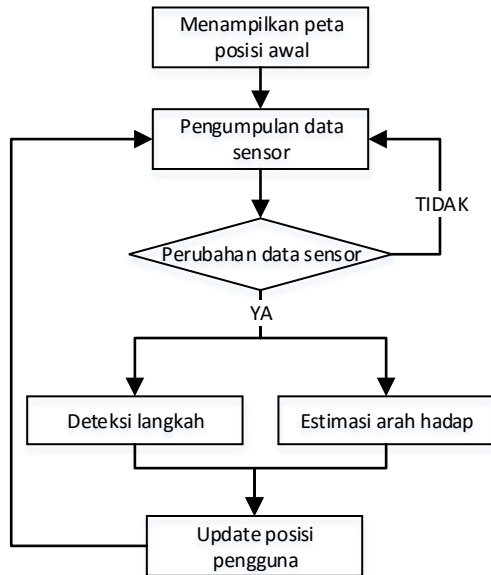 Menampilkan peta
posisi awal
Pengumpulan data
sensor
TIDAK
Perubahan data sensor
YA
Deteksi langkah
Estimasi arah hadap
Update posisi
pengguna